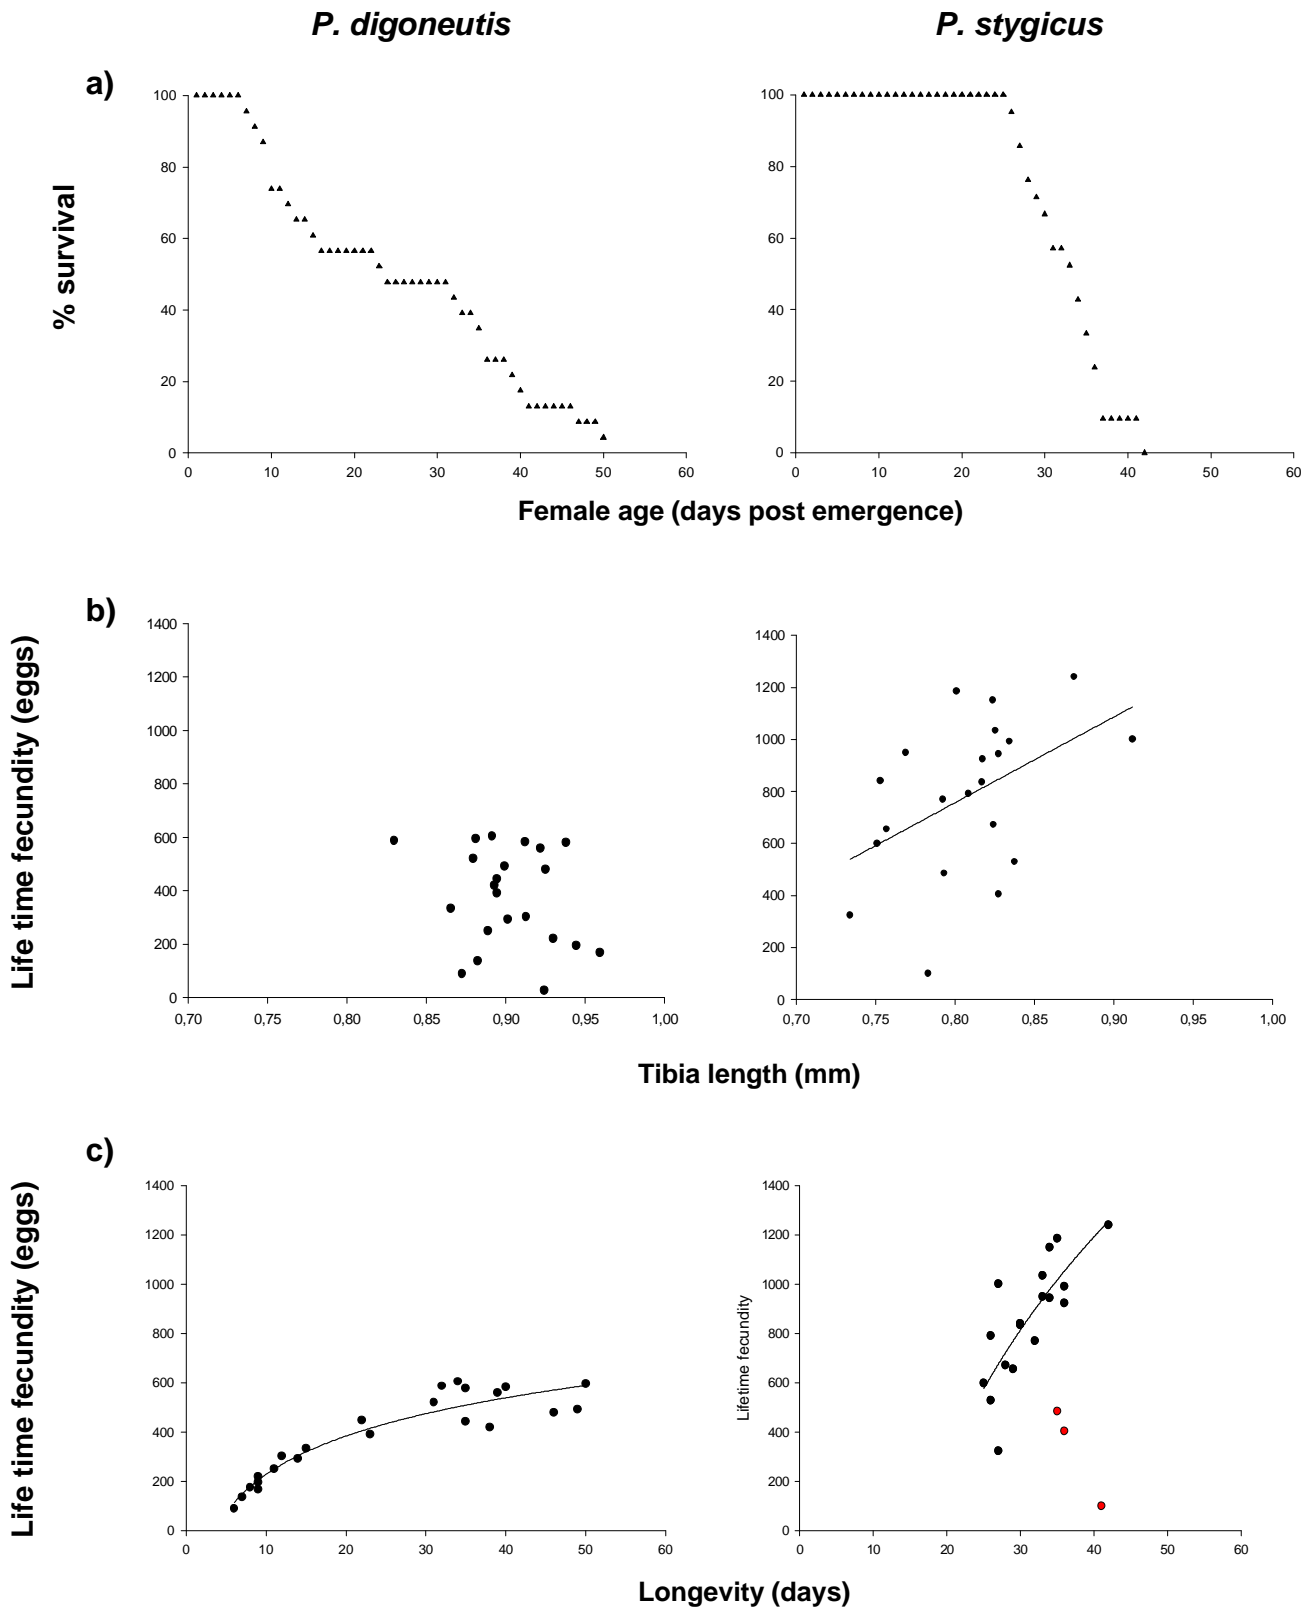 P. digoneutis P. stygicus
a)
% survival
100
80
60
40
20
0
0 10 20 30 40 50 60
100
80
60
40
20
0
0 10 20 30 40 50 60
Female age (days post emergence)
b)
Life time fecundity (eggs)
1400
1200
1000
800
600
400
200
0
0,70 0,75 0,80 0,85 0,90 0,95 1,00
1400
1200
1000
800
600
400
200
0
0,70 0,75 0,80 0,85 0,90 0,95 1,00
Tibia length (mm)
c)
Life time fecundity (eggs)
1400
1200
1000
800
600
400
200
0
0 10 20 30 40 50 60
Lifetime fecundity
1400
1200
1000
800
600
400
200
0
0 10 20 30 40 50 60
Longevity (days)